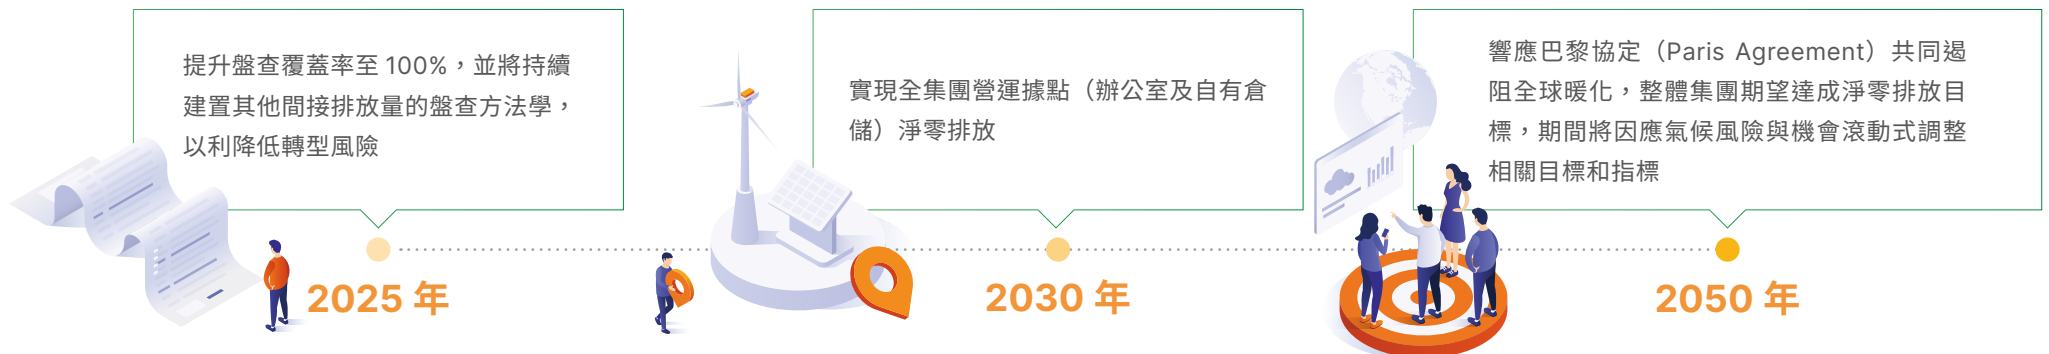 提升盤查覆蓋率至 100%，並將持續
建置其他間接排放量的盤查方法學，
以利降低轉型風險
2025 年
實現全集團營運據點（辦公室及自有倉
儲）淨零排放
2030 年
響應巴黎協定（Paris Agreement）共同遏
阻全球暖化，整體集團期望達成淨零排放目
標，期間將因應氣候風險與機會滾動式調整
相關目標和指標
2050 年